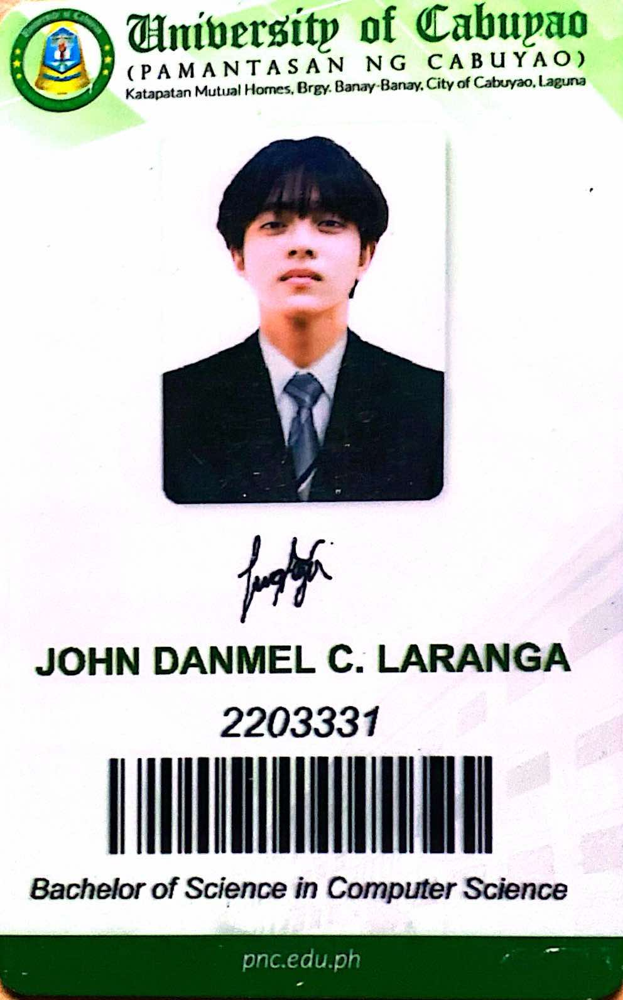 University of Cabuyao
(PAMANTASAN NG CABUYAO)
Katapatan Mutual Homes, Brgy. Banay-Banay, City of Cabuyao, Laguna
JOHN DANMEL C. LARANGA
2203331
Bachelor of Science in Computer Science
pnc.edu.ph